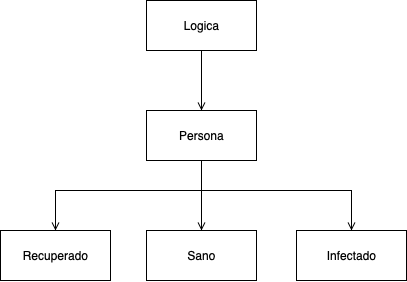 Logica
Persona
Recuperado
Sano
Infectado